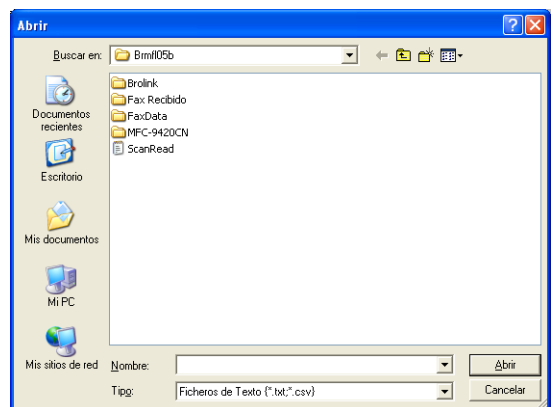 Abrir
Buscar en: Brmfl05b
Documentos
recientes
Escritorio
Mis documentos
Mi PC
Mis sitios de red
Brolink
Fax Recibido
FaxData
MFC-9420CN
ScanRead
Nombre: Abrir
Tipo: Ficheros de Texto {*.txt;*.csv} Cancelar